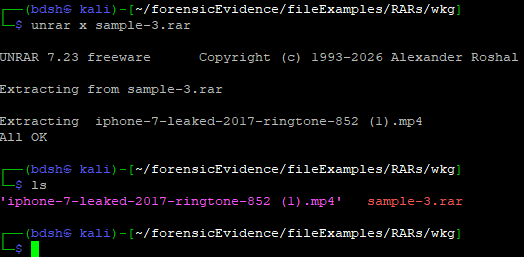 ┌──(bdsh㉿ kali)-[~/forensicEvidence/fileExamples/RARs/wkg]
└─$ unrar x sample-3.rar
UNRAR 7.23 freeware      Copyright (c) 1993-2026 Alexander Roshal
Extracting from sample-3.rar
Extracting  iphone-7-leaked-2017-ringtone-852 (1).mp4
All OK
┌──(bdsh㉿ kali)-[~/forensicEvidence/fileExamples/RARs/wkg]
└─$ ls
'iphone-7-leaked-2017-ringtone-852 (1).mp4'   sample-3.rar
┌──(bdsh㉿ kali)-[~/forensicEvidence/fileExamples/RARs/wkg]
└─$